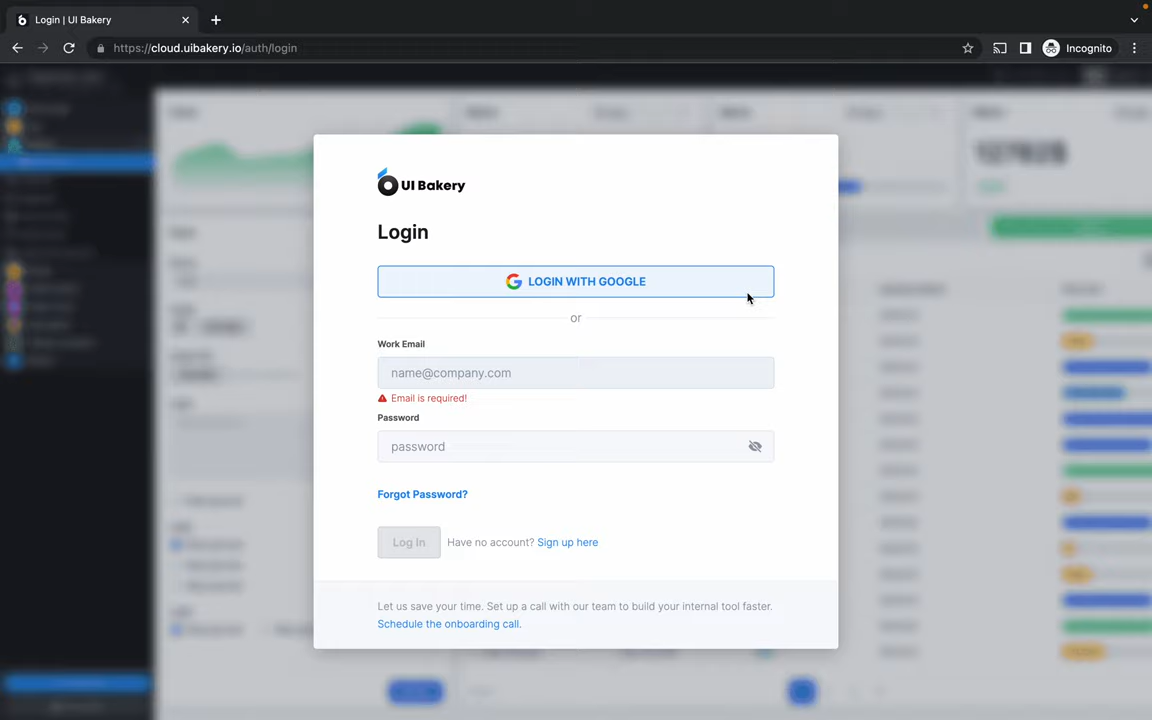 Login | UI Bakery
https://cloud.uibakery.io/auth/login
Incognito
UI Bakery
Login
LOGIN WITH GOOGLE
or
Work Email
name@company.com
Email is required!
Password
password
Forgot Password?
Log In
Have no account? Sign up here
Let us save your time. Set up a call with our team to build your internal tool faster.
Schedule the onboarding call.